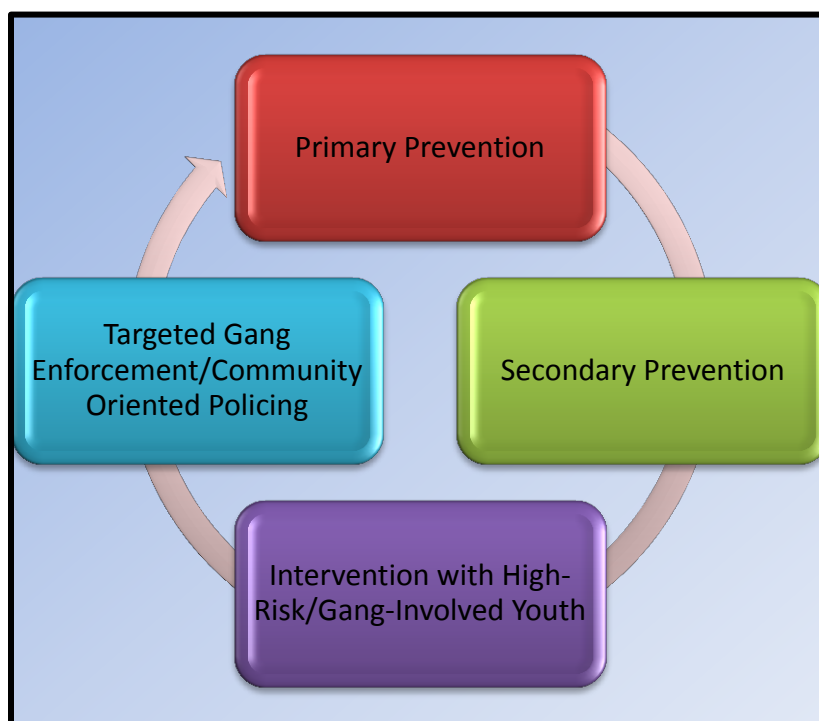 Primary Prevention
Secondary Prevention
Intervention with High-
Risk/Gang-Involved Youth
Targeted Gang
Enforcement/Community
Oriented Policing